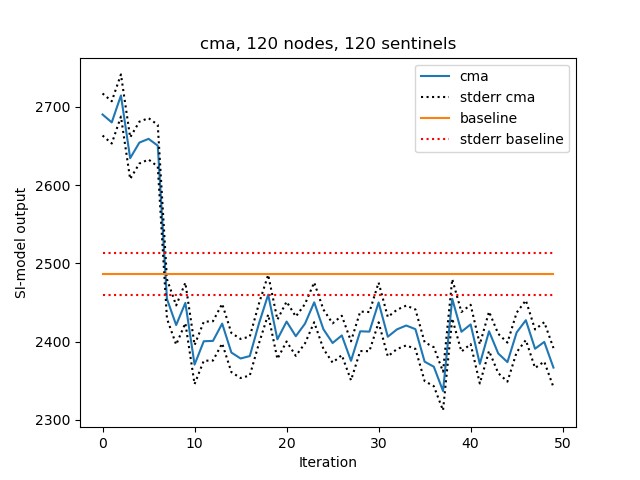 cma, 120 nodes, 120 sentinels
cma
stderr cma
baseline
stderr baseline
SI-model output
2700
2600
2500
2400
2300
0 10 20 30 40 50
Iteration